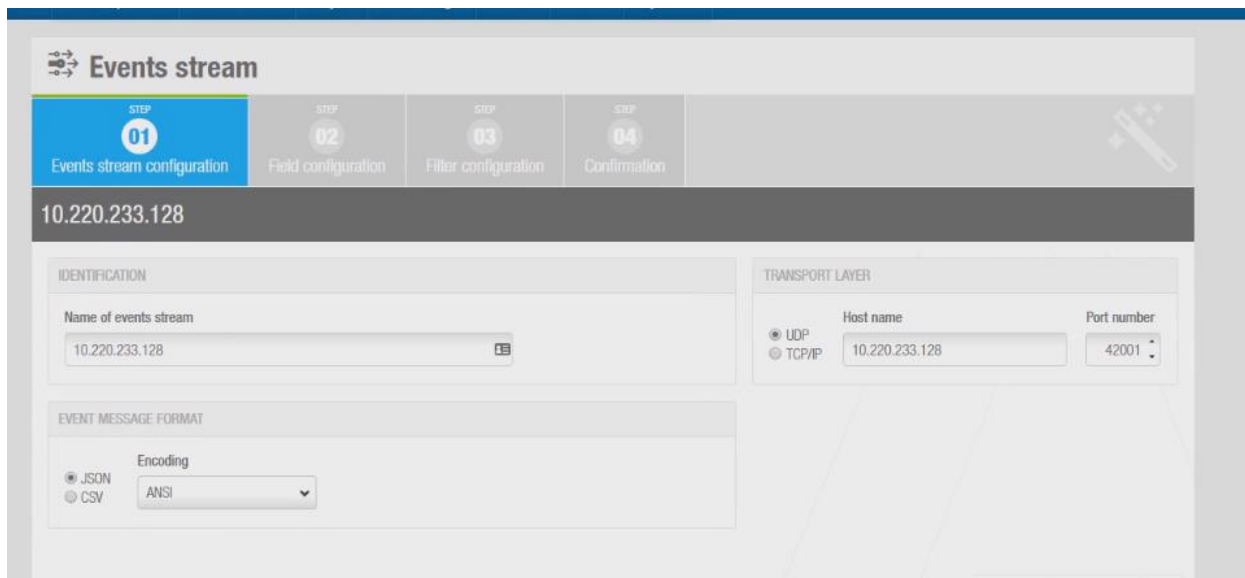 Events stream
STEP
01
Events stream configuration
STEP
02
Field configuration
STEP
03
Filter configuration
STEP
04
Confirmation
10.220.233.128
IDENTIFICATION
Name of events stream
10.220.233.128
TRANSPORT LAYER
UDP
TCP/IP
Host name
10.220.233.128
Port number
42001
EVENT MESSAGE FORMAT
JSON
CSV
Encoding
ANSI